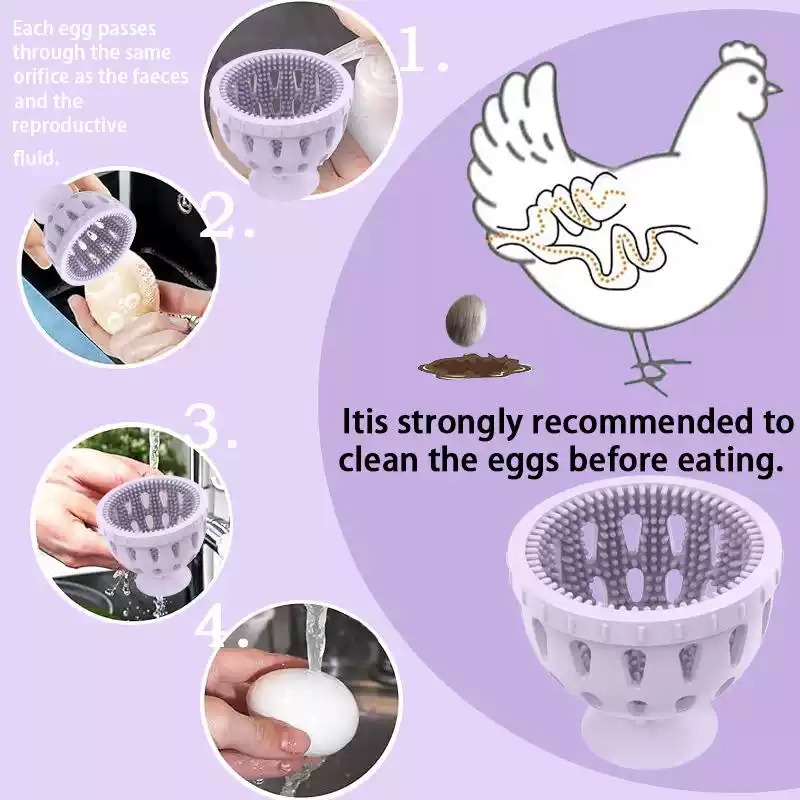 Each egg passes
through the same
orifice as the faeces
and the
reproductive
fluid.
1.
2.
3.
4.
Itis strongly recommended to
clean the eggs before eating.